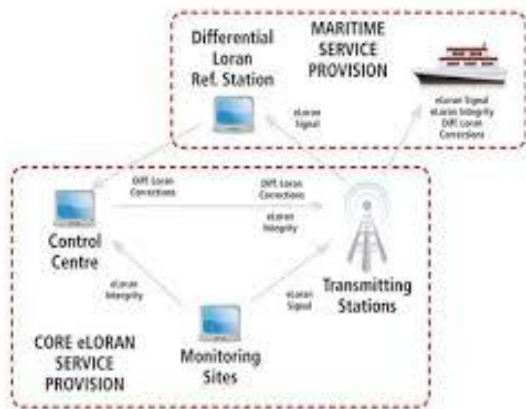 Differential
Loran
Ref. Station
MARITIME
SERVICE
PROVISION
eLoran
Signal
eLoran Signal
eLoran Integrity
Diff. Loran
Corrections
Diff. Loran
Corrections
Diff. Loran
Corrections
eLoran
Integrity
Control
Centre
Transmitting
Stations
eLoran
Intergrity
eLoran
Signal
Monitoring
Sites
CORE eLORAN
SERVICE
PROVISION